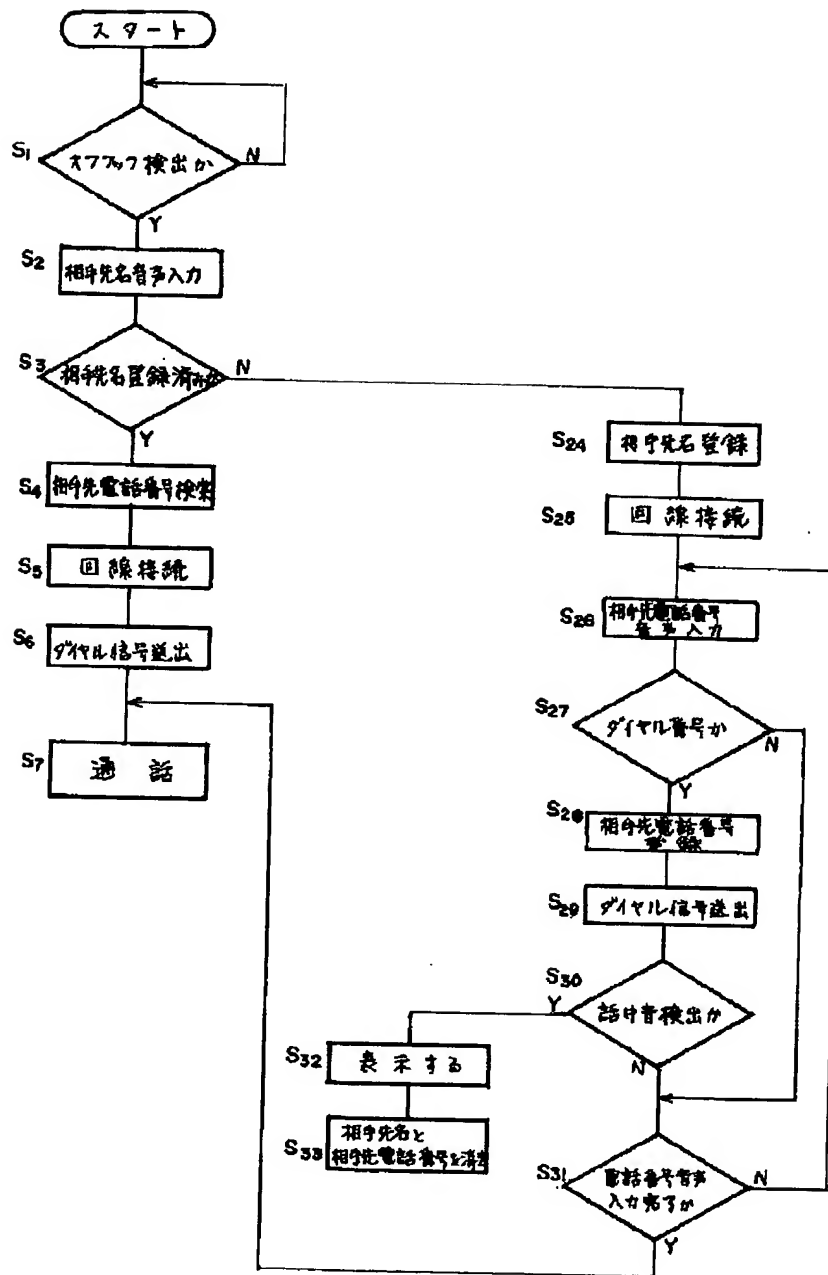 スタート
S1
オフフック検出か
N
Y
S2
相手先名音声入力
S3
相手先名登録済みか
N
Y
S4
相手先電話番号検索
S5
回線接続
S6
ダイヤル信号送出
S7
通話
S24
相手先名登録
S25
回線接続
S26
相手先電話番号
音声入力
S27
ダイヤル番号か
N
Y
S28
相手先電話番号
登録
S29
ダイヤル信号送出
S30
Y
話中音検出か
N
S32
表示する
S33
相手先名と
相手先電話番号を消去
S31
電話番号音声
入力完了か
N
Y